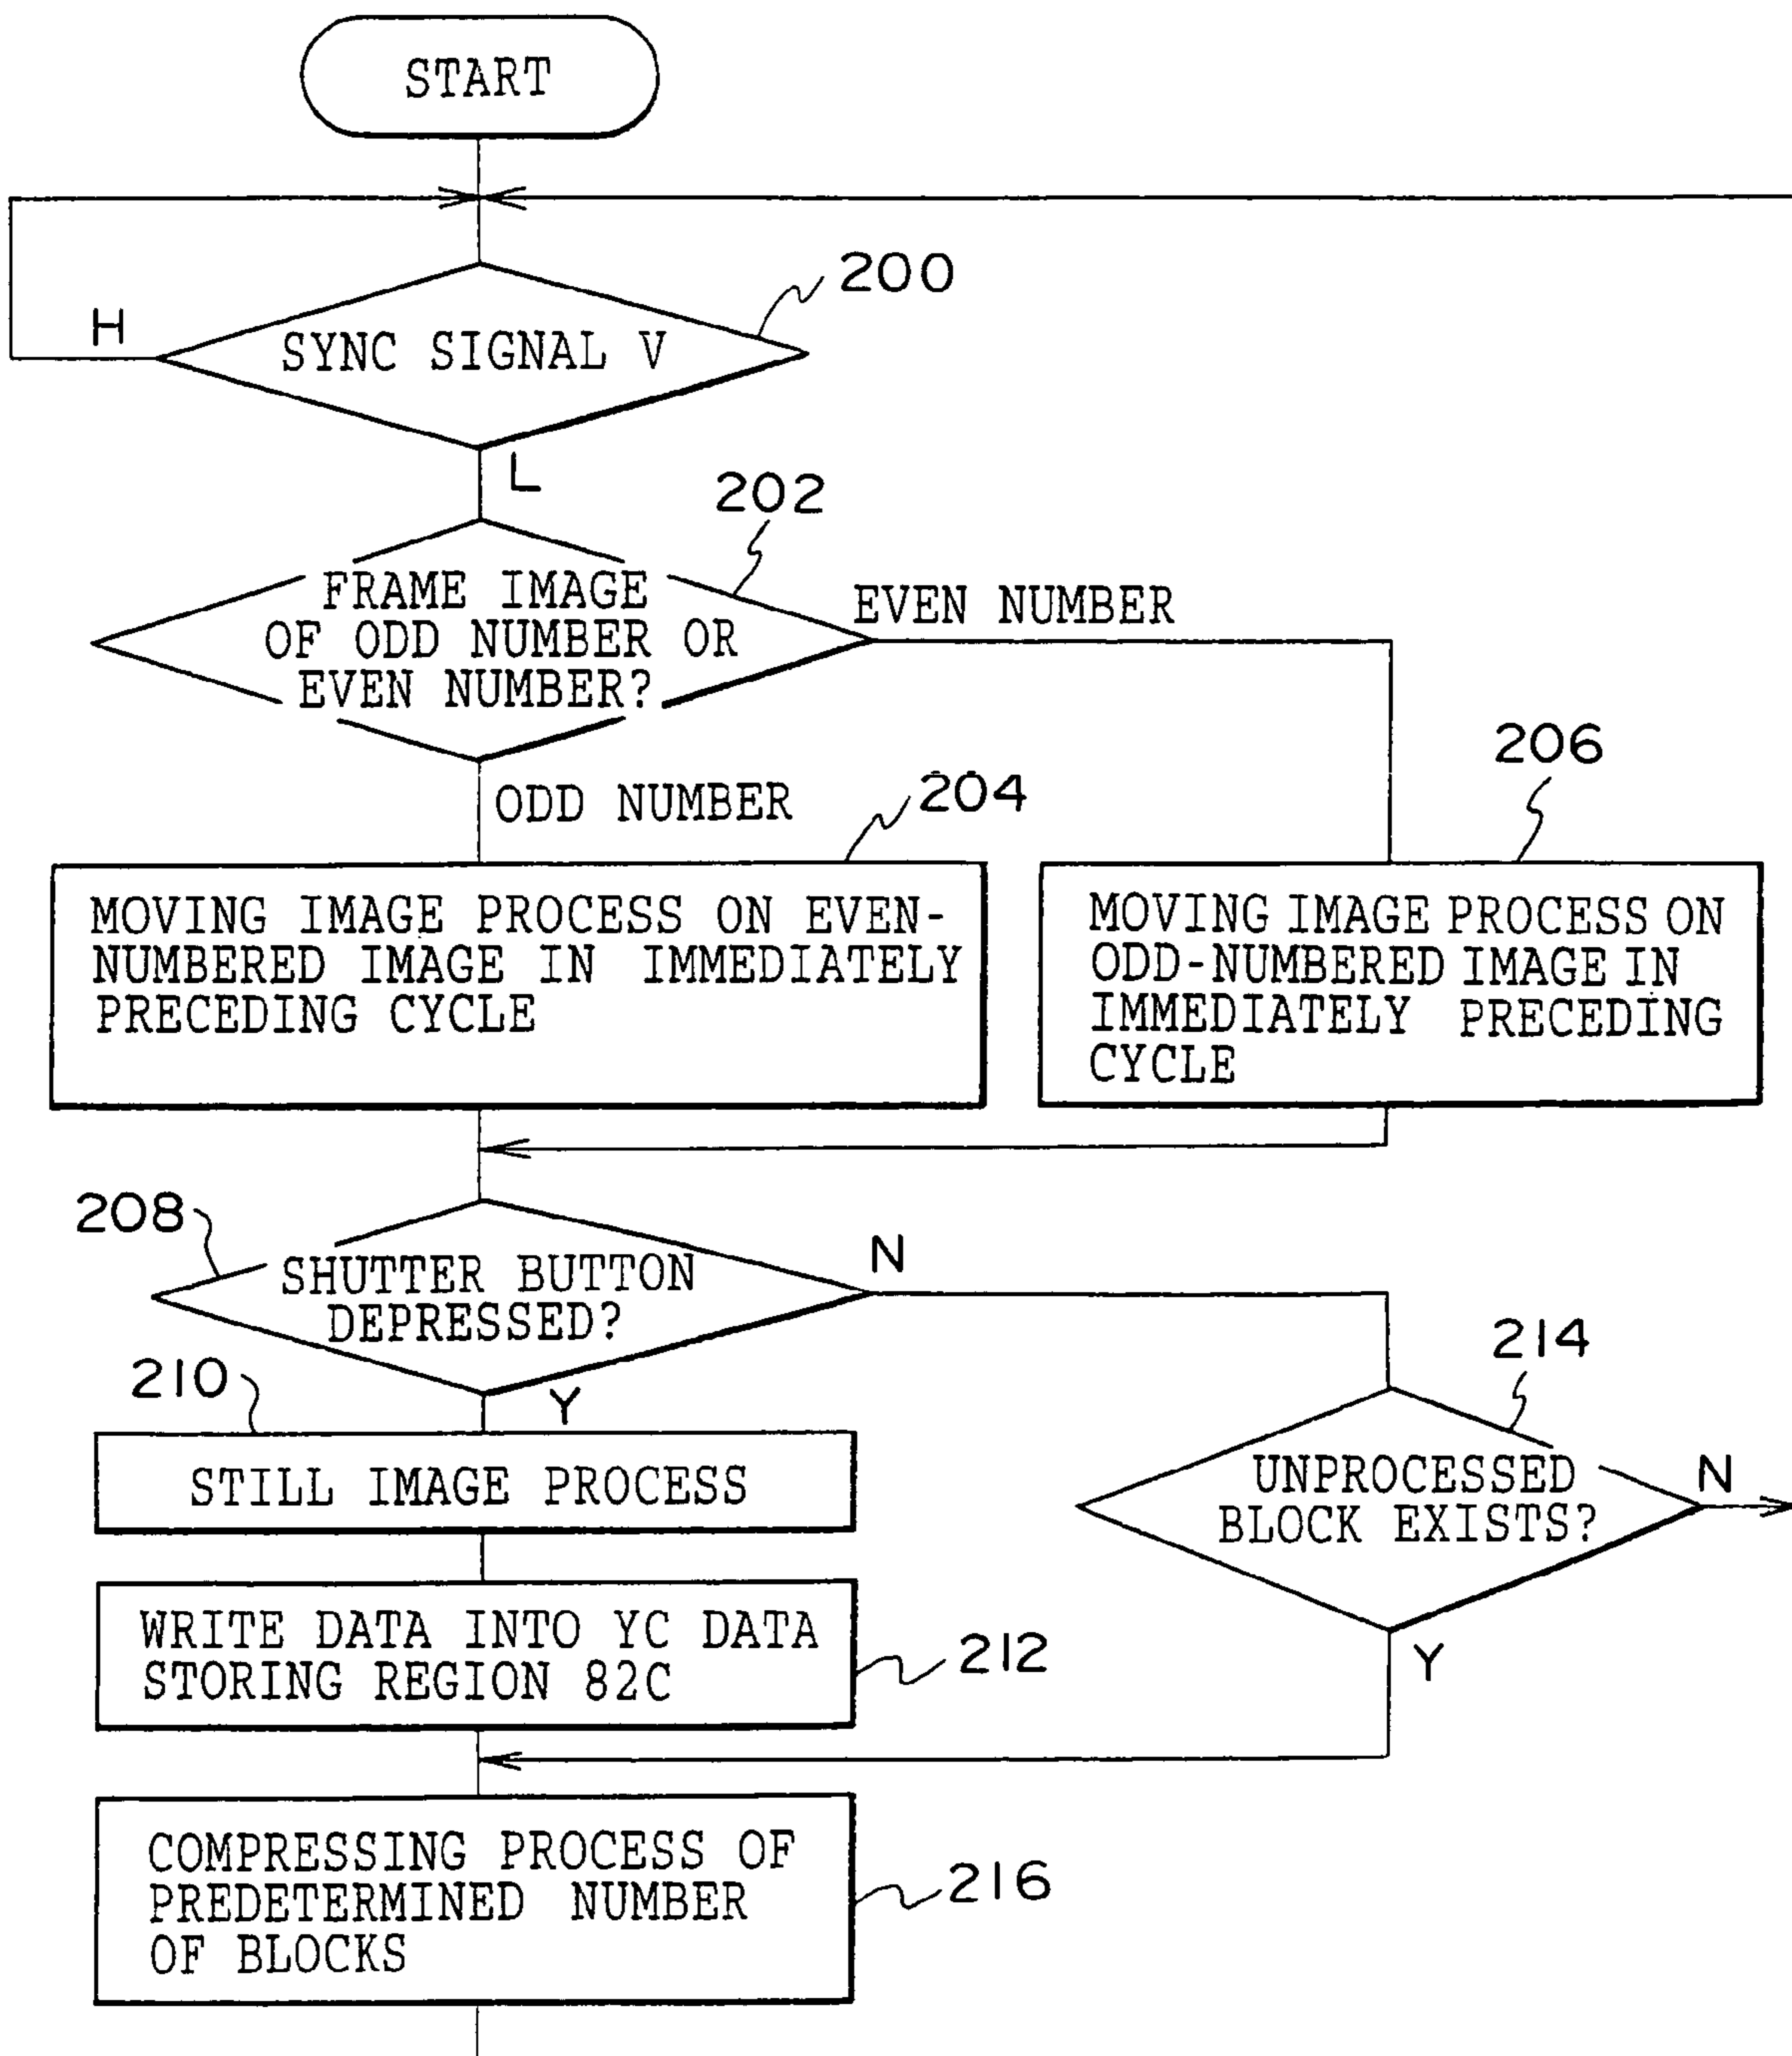 START
200
H
SYNC SIGNAL V
L
202
FRAME IMAGE
OF ODD NUMBER OR
EVEN NUMBER?
EVEN NUMBER
ODD NUMBER
204
206
MOVING IMAGE PROCESS ON EVEN-
NUMBERED IMAGE IN IMMEDIATELY
PRECEDING CYCLE
MOVING IMAGE PROCESS ON
ODD-NUMBERED IMAGE IN
IMMEDIATELY PRECEDING
CYCLE
208
SHUTTER BUTTON
DEPRESSED?
N
Y
210
STILL IMAGE PROCESS
214
UNPROCESSED
BLOCK EXISTS?
N
Y
WRITE DATA INTO YC DATA
STORING REGION 82C
212
COMPRESSING PROCESS OF
PREDETERMINED NUMBER
OF BLOCKS
216